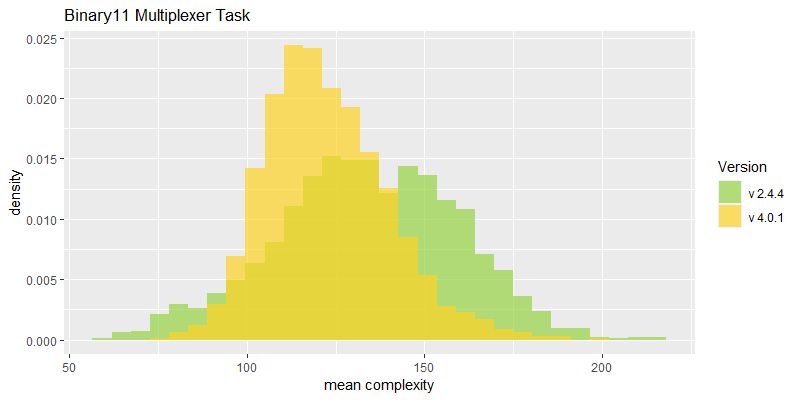 Binary11 Multiplexer Task
0.025
0.020
0.015
0.010
0.005
0.000
density
50
100
150
200
mean complexity
Version
v 2.4.4
v 4.0.1